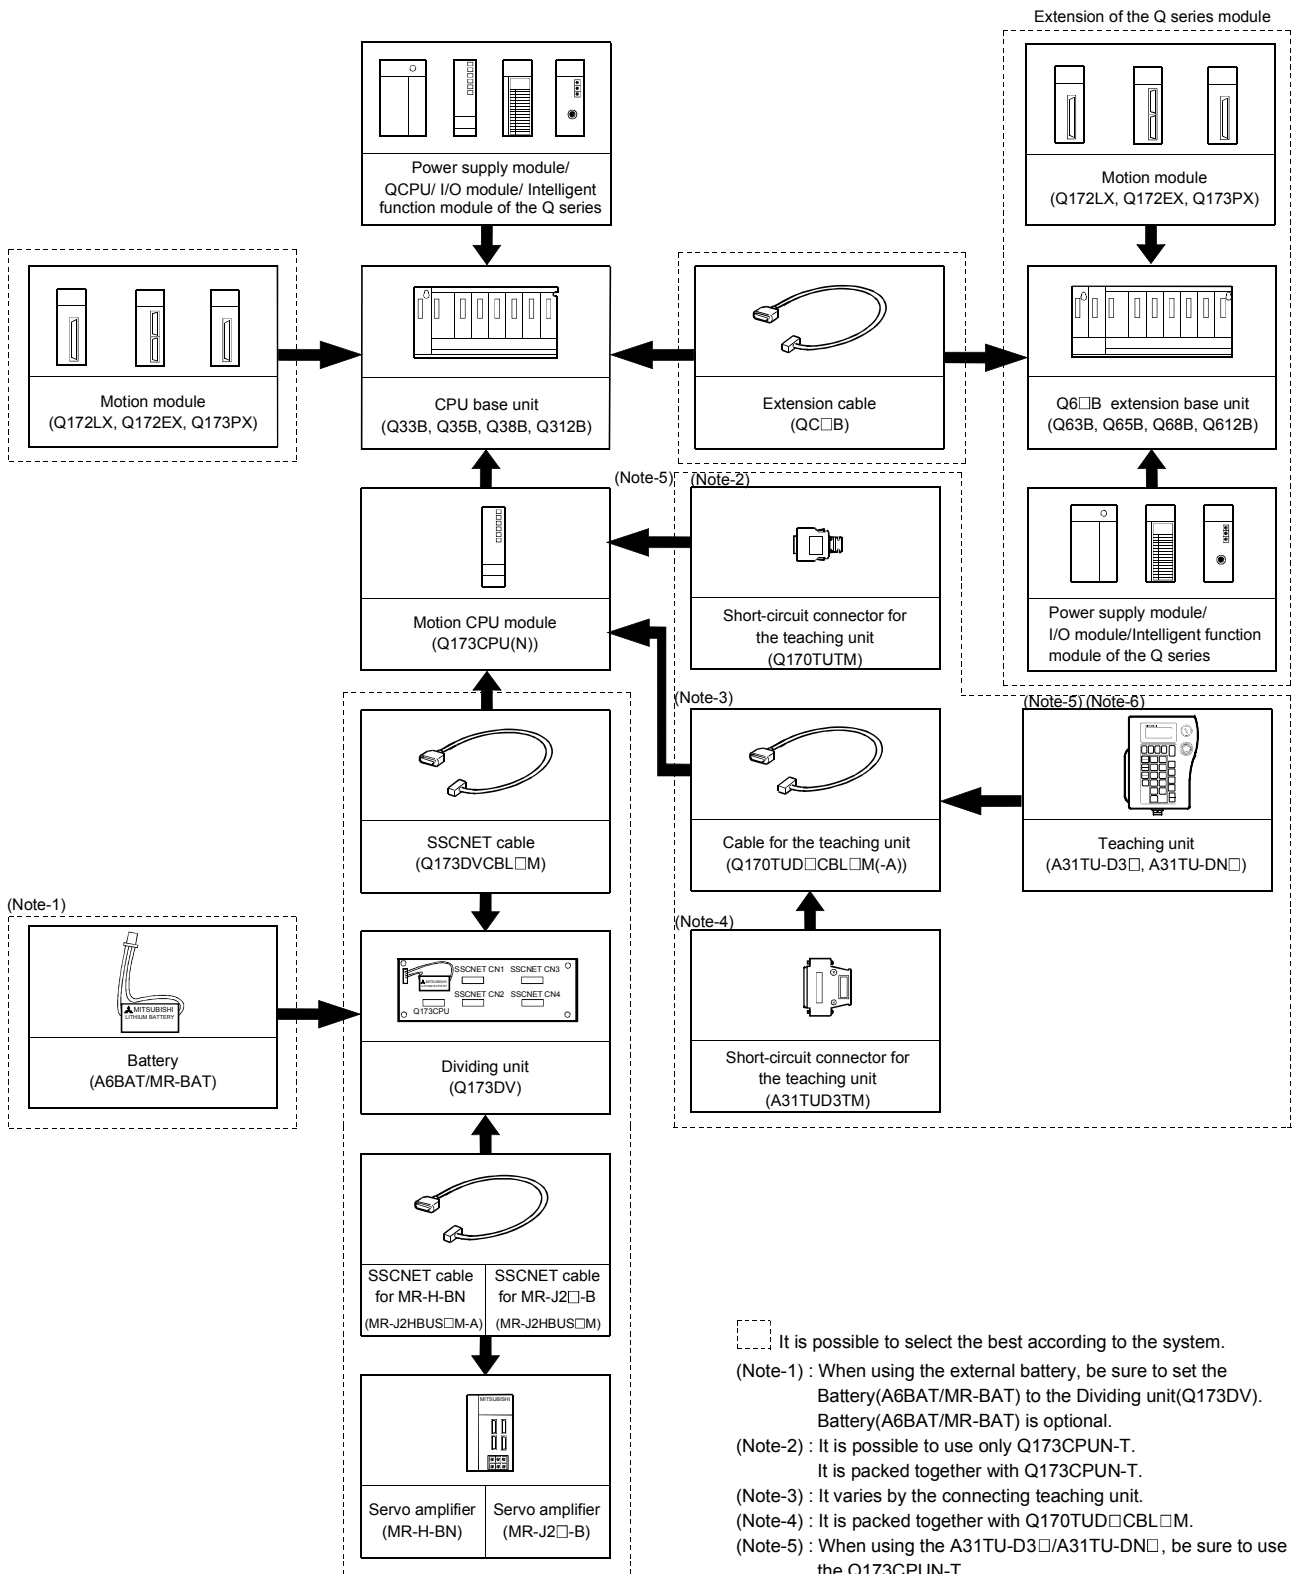 Extension of the Q series module
Power supply module/
QCPU/ I/O module/ Intelligent
function module of the Q series
Motion module
(Q172LX, Q172EX, Q173PX)
Motion module
(Q172LX, Q172EX, Q173PX)
CPU base unit
(Q33B, Q35B, Q38B, Q312B)
Extension cable
(QC□B)
Q6□B extension base unit
(Q63B, Q65B, Q68B, Q612B)
(Note-5)
(Note-2)
Motion CPU module
(Q173CPU(N))
Short-circuit connector for
the teaching unit
(Q170TUTM)
Power supply module/
I/O module/Intelligent function
module of the Q series
(Note-3)
(Note-5) (Note-6)
SSCNET cable
(Q173DVCBL□M)
Cable for the teaching unit
(Q170TUD□CBL□M(-A))
Teaching unit
(A31TU-D3□, A31TU-DN□)
(Note-1)
(Note-4)
MITSUBISHI
LITHIUM BATTERY
Battery
(A6BAT/MR-BAT)
SSCNET CN1 SSCNET CN3
SSCNET CN2 SSCNET CN4
Q173CPU
Dividing unit
(Q173DV)
Short-circuit connector for
the teaching unit
(A31TUD3TM)
SSCNET cable
for MR-H-BN
(MR-J2HBUS□M-A)
SSCNET cable
for MR-J2□-B
(MR-J2HBUS□M)
MITSUBISHI
Servo amplifier
(MR-H-BN)
Servo amplifier
(MR-J2□-B)
It is possible to select the best according to the system.
(Note-1) : When using the external battery, be sure to set the
Battery(A6BAT/MR-BAT) to the Dividing unit(Q173DV).
Battery(A6BAT/MR-BAT) is optional.
(Note-2) : It is possible to use only Q173CPUN-T.
It is packed together with Q173CPUN-T.
(Note-3) : It varies by the connecting teaching unit.
(Note-4) : It is packed together with Q170TUD□CBL□M.
(Note-5) : When using the A31TU-D3□/A31TU-DN□, be sure to use
the Q173CPUN-T.